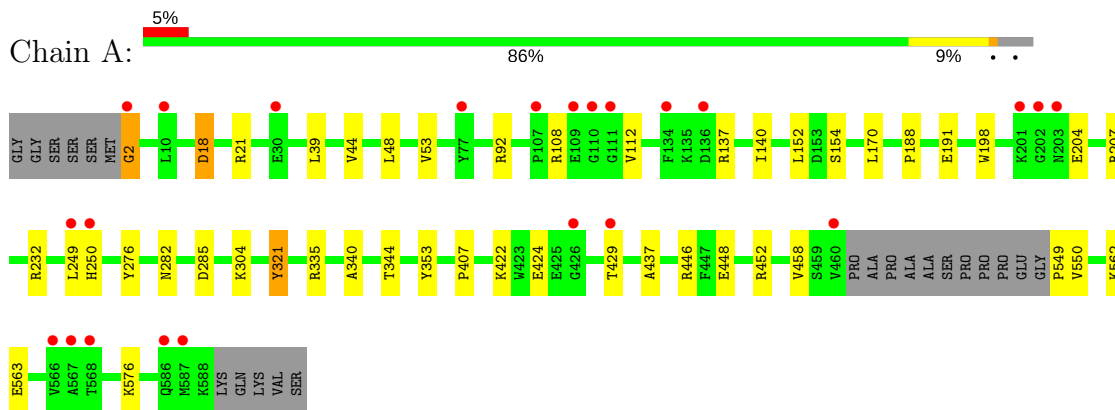 5%
Chain A:
86% 9% • •
GLY GLY SER SER SER MET G2 L10 D18 R21 E30 L39 V44 L48 V53 Y77 R92 P107 R108 E109 G110 G111 V112 F134 K135 D136 R137 I140 L152 D153 S154 L170 P188 E191 W198 K201 G202 N203 E204
R232 L249 H250 Y276 N282 D285 K304 Y321 R335 A340 T344 Y353 P407 K422 W423 E424 E425 G426 T429 A437 R446 F447 E448 R452 V458 S459 V460 PRO ALA PRO PRO ALA ALA SER PRO PRO PRO GLU GLY P549 V550
E563 V566 A567 T568 K576 Q586 M587 K588 LYS GLN LYS VAL SER